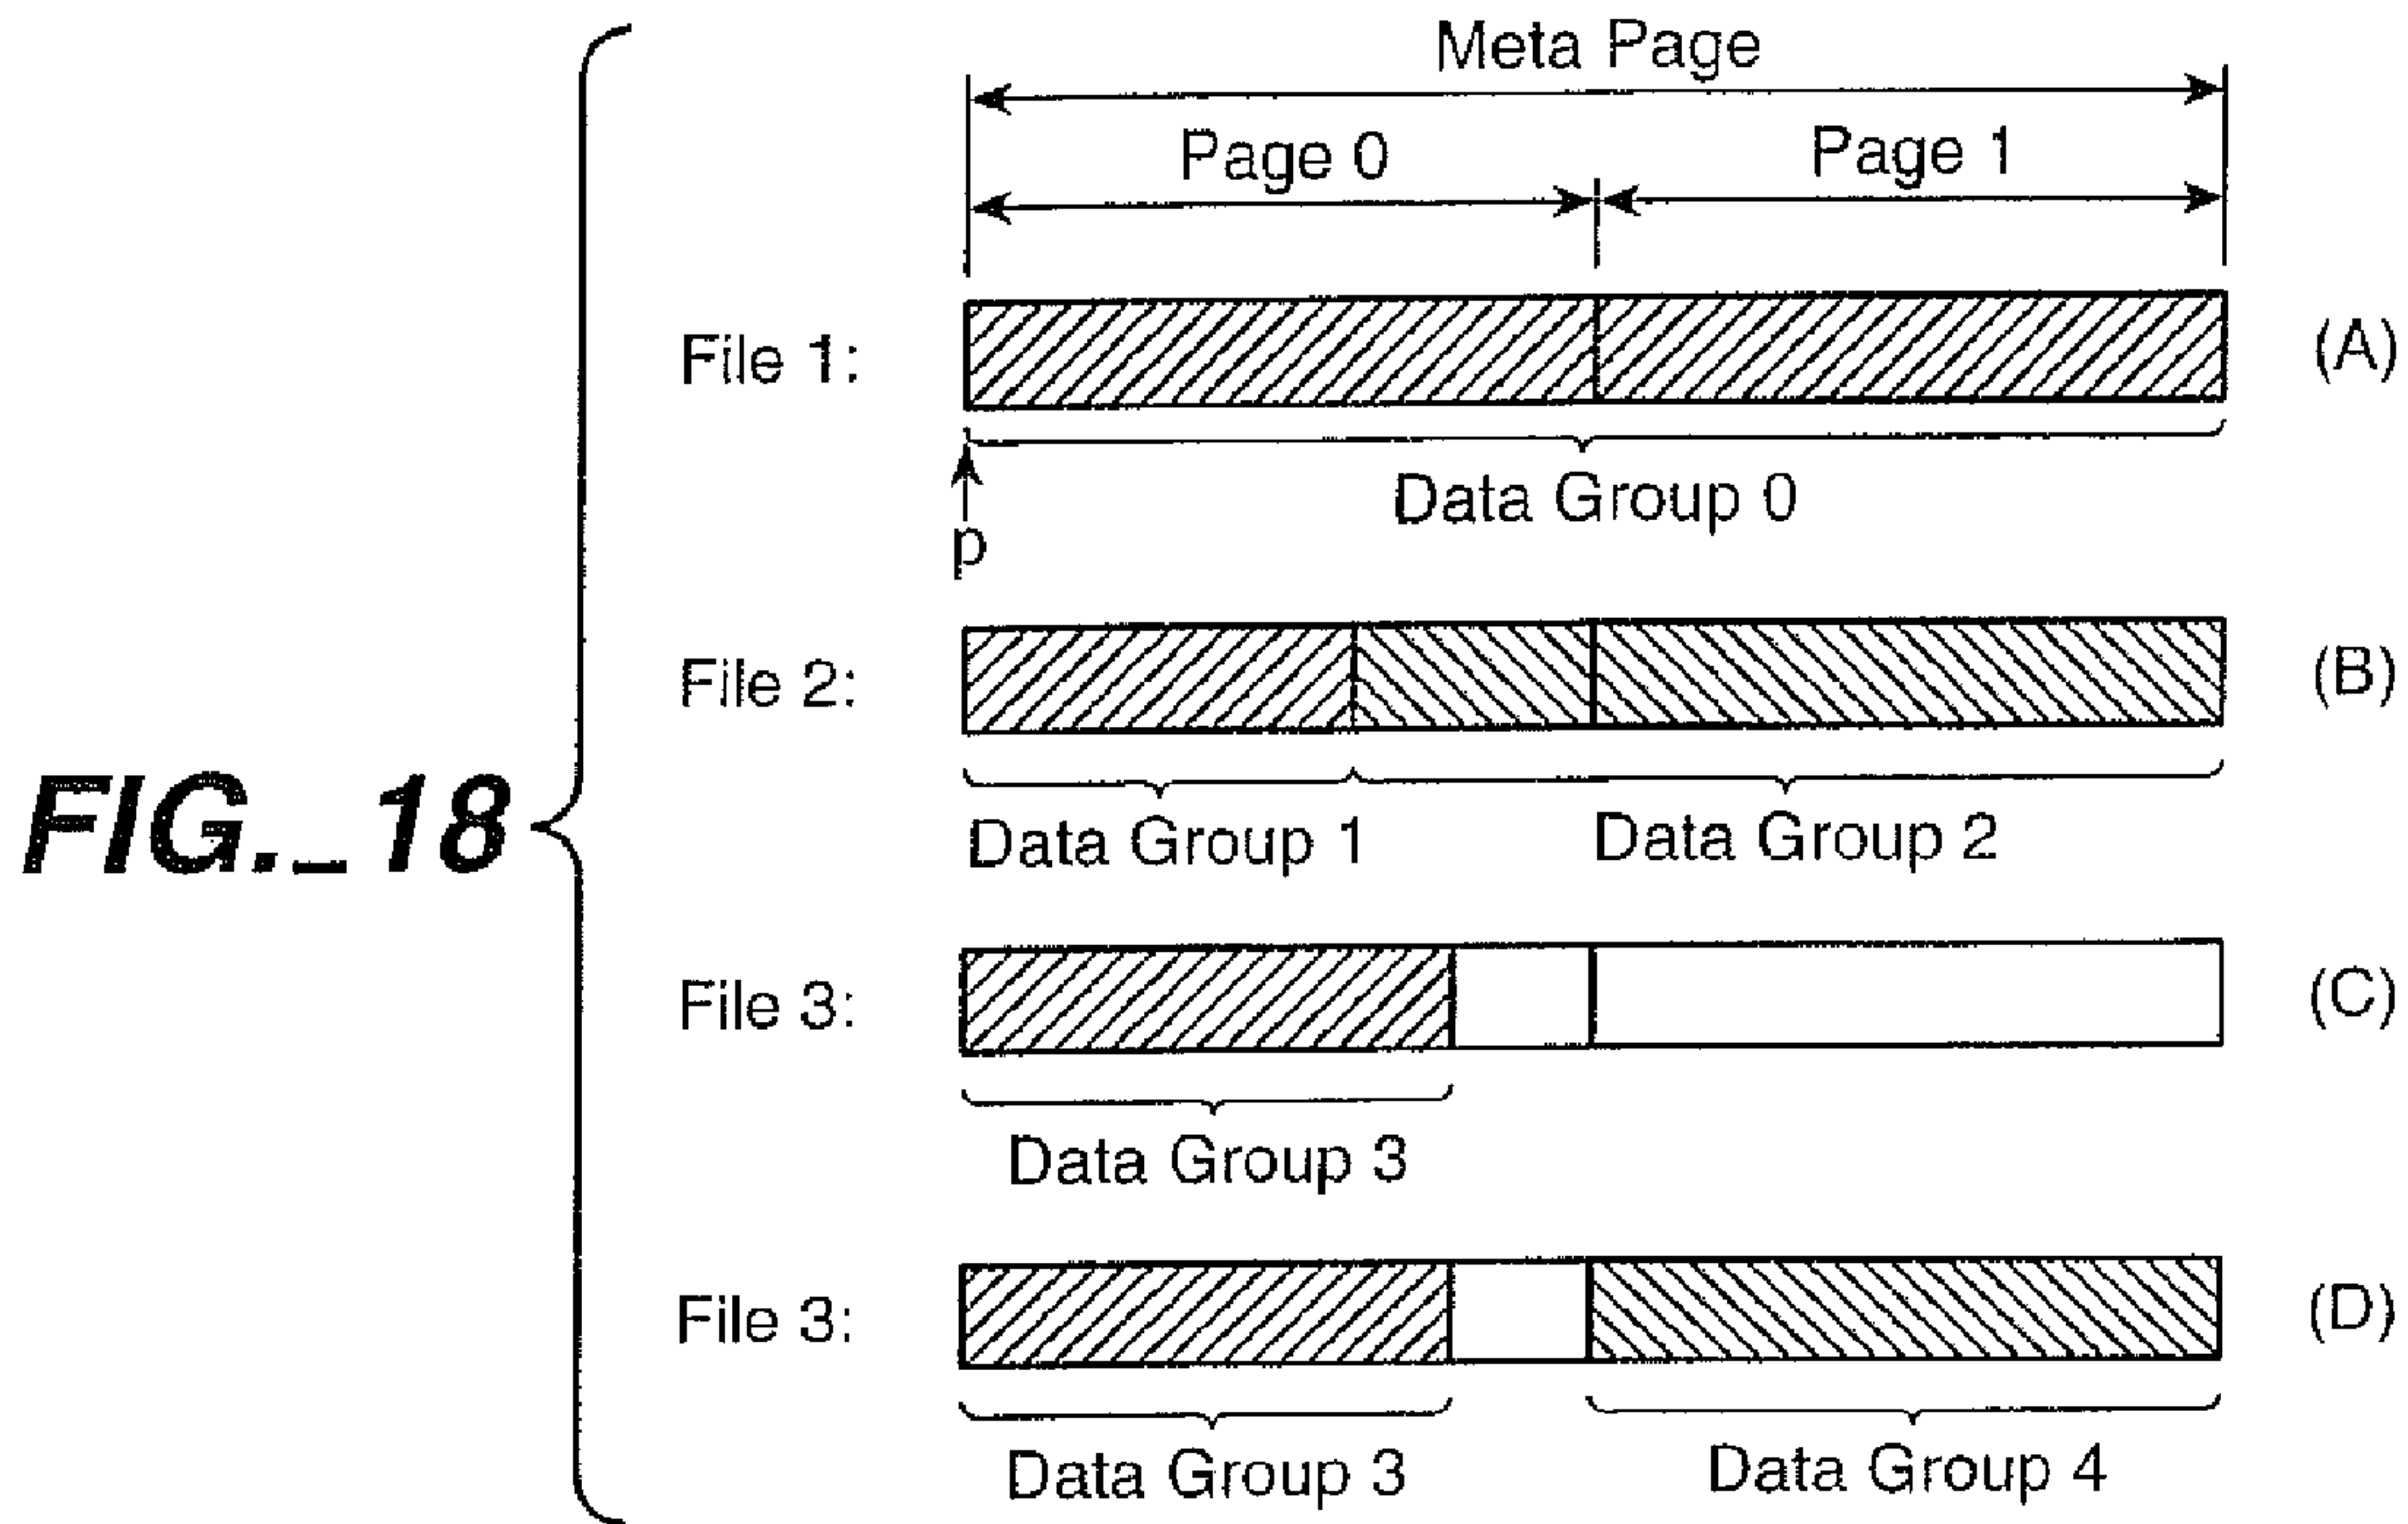 Meta Page
Page 0 Page 1
File 1: (A)
Data Group 0
p
File 2: (B)
FIG._18
Data Group 1 Data Group 2
File 3: (C)
Data Group 3
File 3: (D)
Data Group 3 Data Group 4